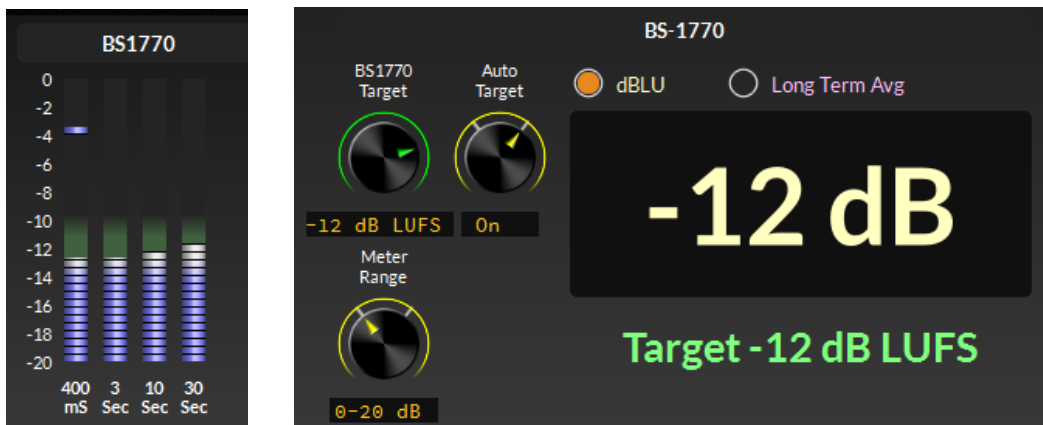 BS1770
0
-2
-4
-6
-8
-10
-12
-14
-16
-18
-20
400 3 10 30
mS Sec Sec Sec
BS-1770
BS1770 Auto
Target Target
dBLU Long Term Avg
-12 dB
-12 dB LUFS On
Meter
Range
Target -12 dB LUFS
0-20 dB